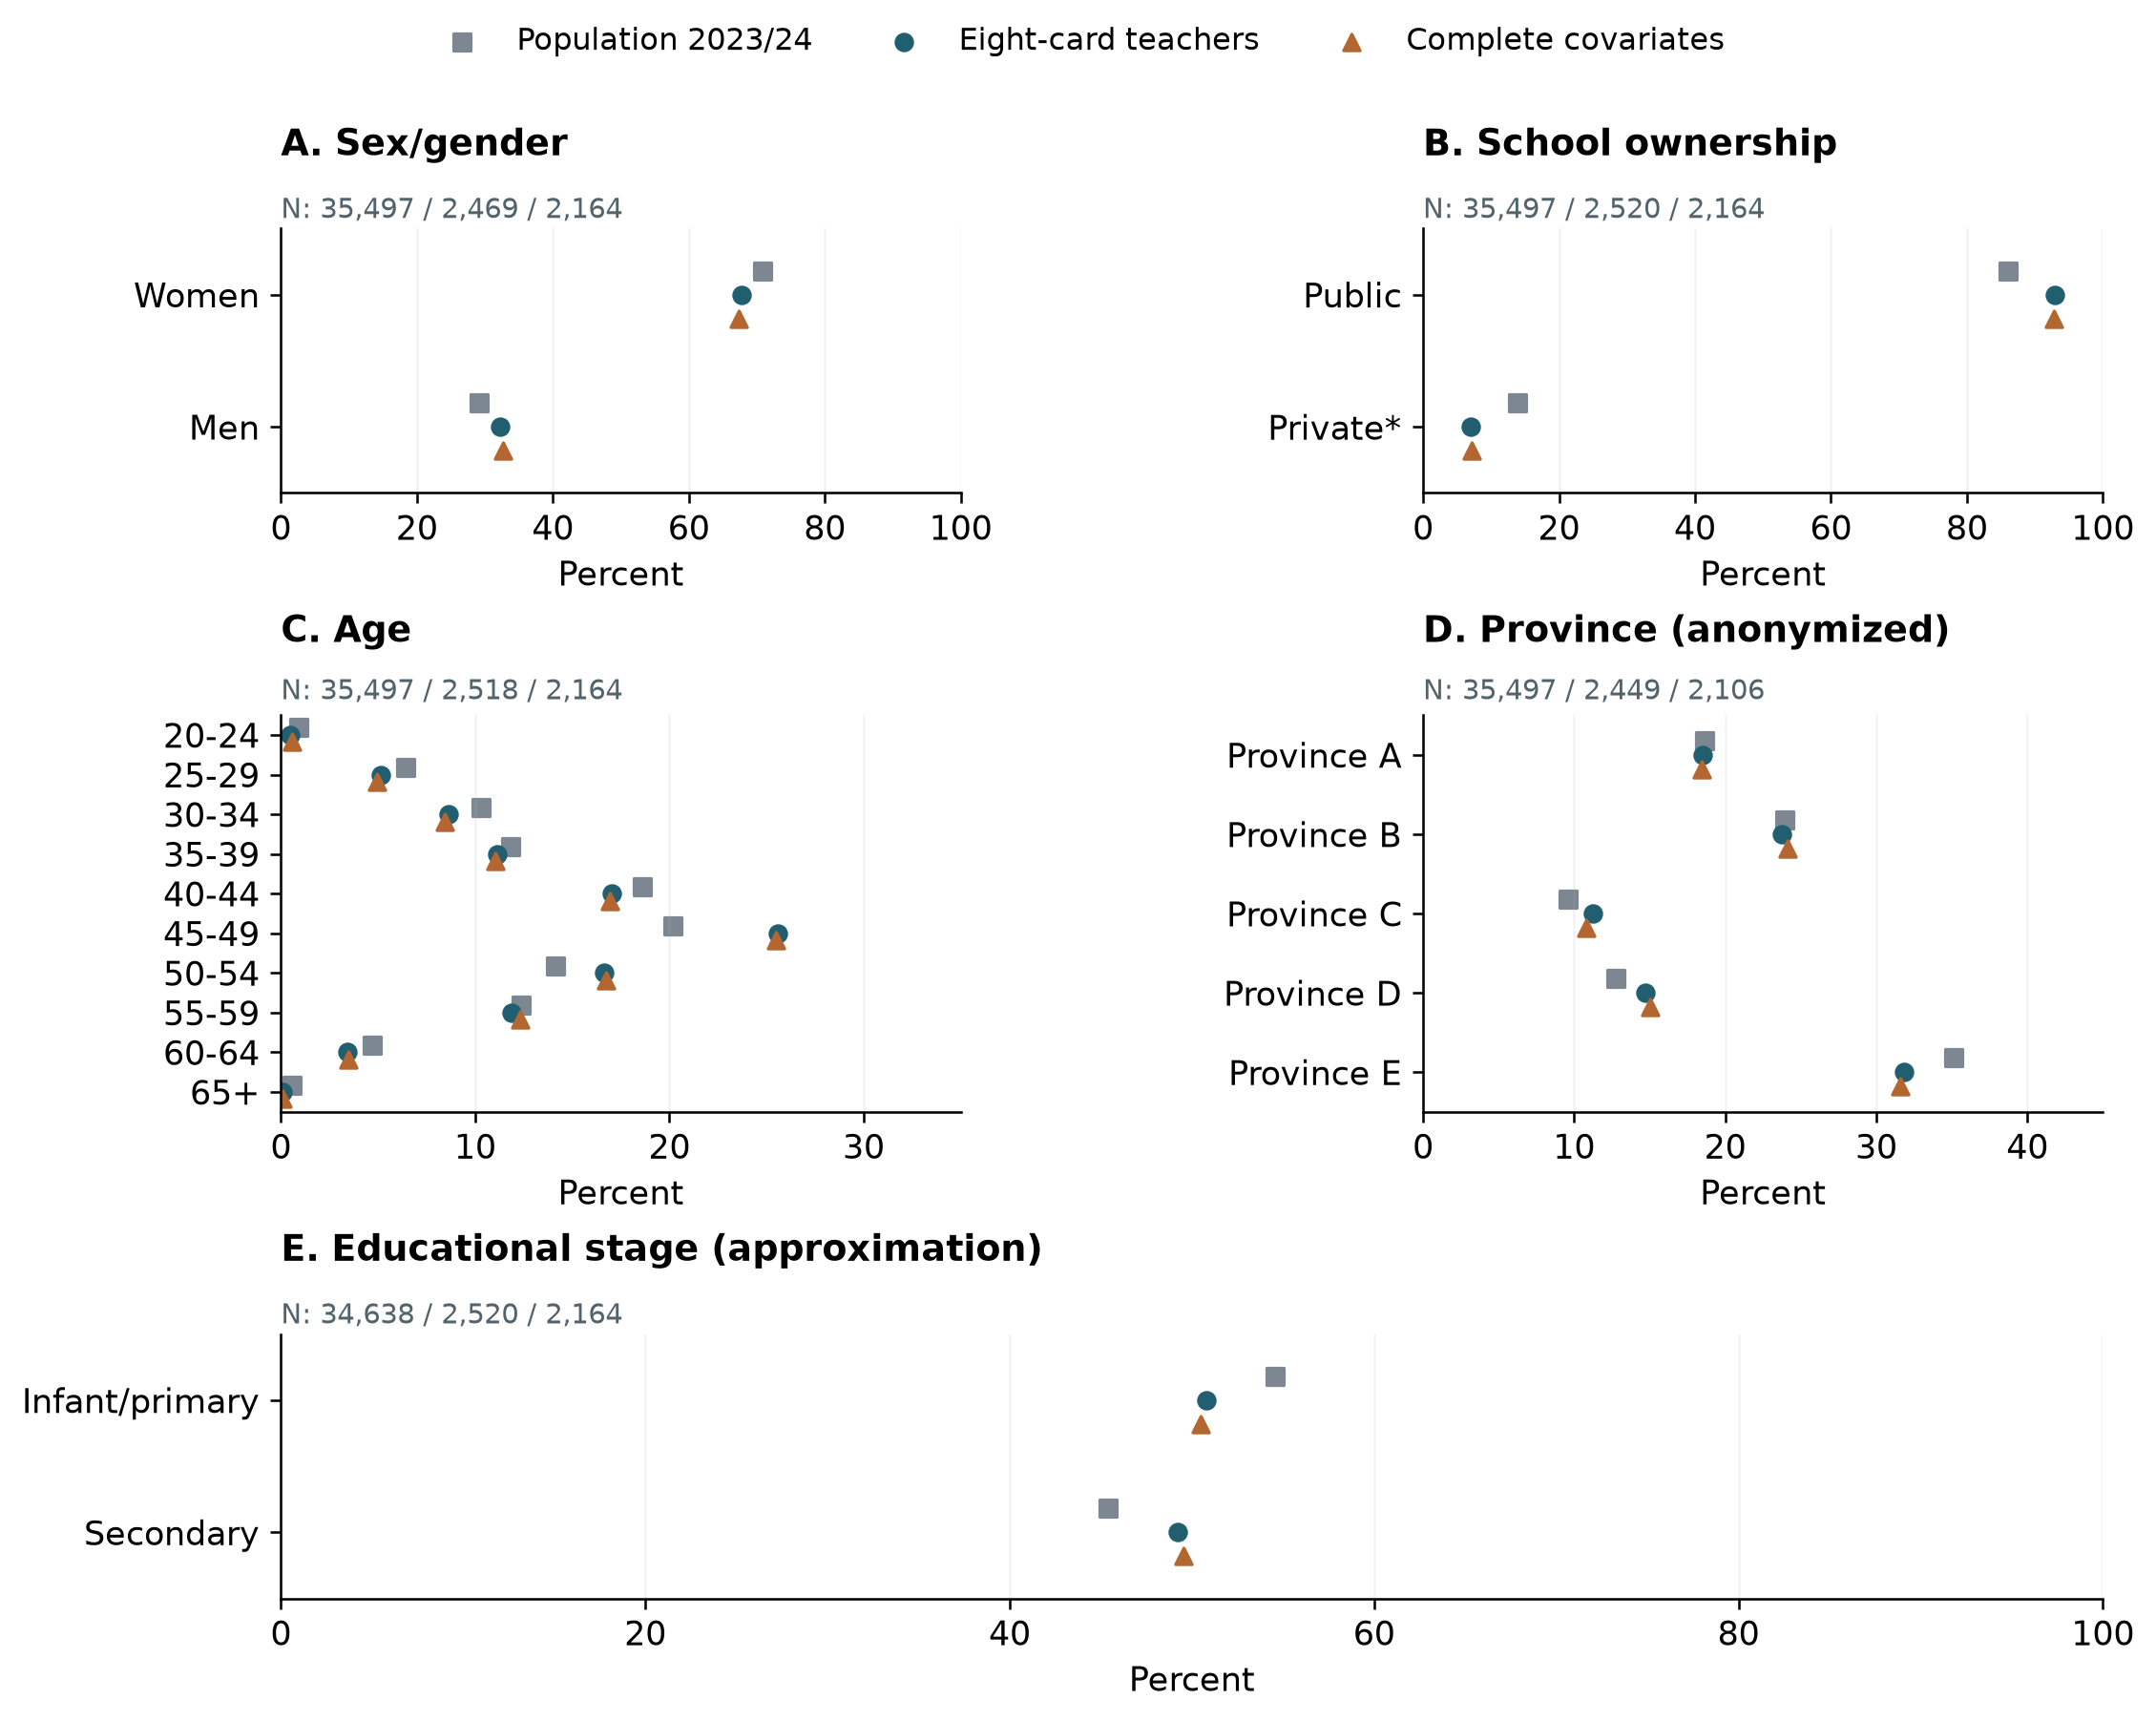 Population 2023/24 Eight-card teachers Complete covariates
A. Sex/gender
N: 35,497 / 2,469 / 2,164
Women
Men
0 20 40 60 80 100
Percent
B. School ownership
N: 35,497 / 2,520 / 2,164
Public
Private*
0 20 40 60 80 100
Percent
C. Age
N: 35,497 / 2,518 / 2,164
20-24
25-29
30-34
35-39
40-44
45-49
50-54
55-59
60-64
65+
0 10 20 30
Percent
D. Province (anonymized)
N: 35,497 / 2,449 / 2,106
Province A
Province B
Province C
Province D
Province E
0 10 20 30 40
Percent
E. Educational stage (approximation)
N: 34,638 / 2,520 / 2,164
Infant/primary
Secondary
0 20 40 60 80 100
Percent